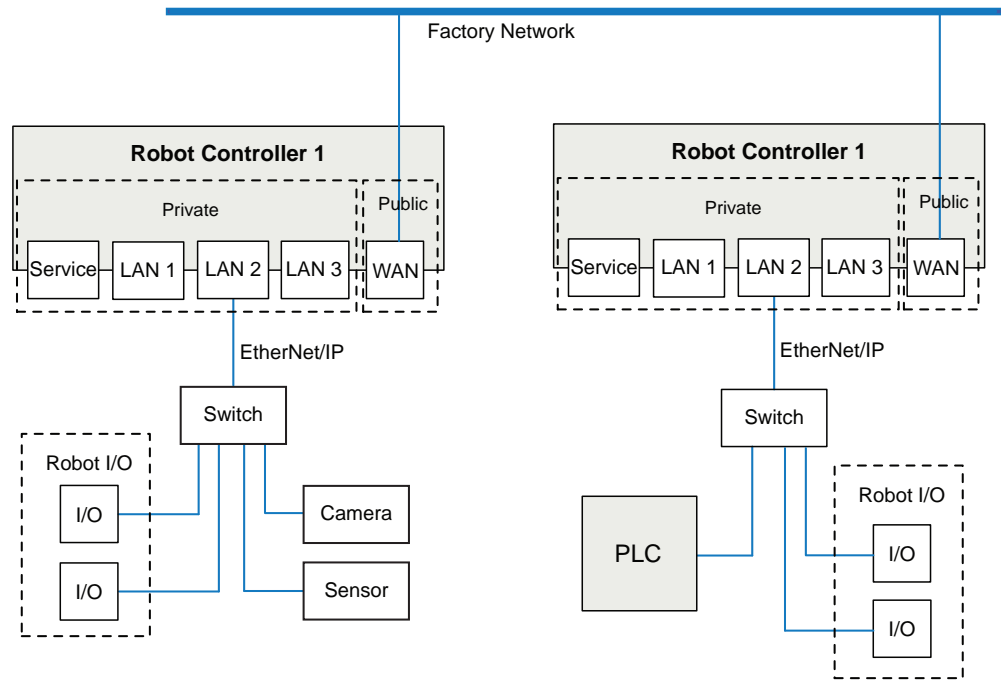 Factory Network
Robot Controller 1
Private
Public
Service
LAN 1
LAN 2
LAN 3
WAN
EtherNet/IP
Switch
Robot I/O
I/O
I/O
Camera
Sensor
Robot Controller 1
Private
Public
Service
LAN 1
LAN 2
LAN 3
WAN
EtherNet/IP
Switch
PLC
Robot I/O
I/O
I/O